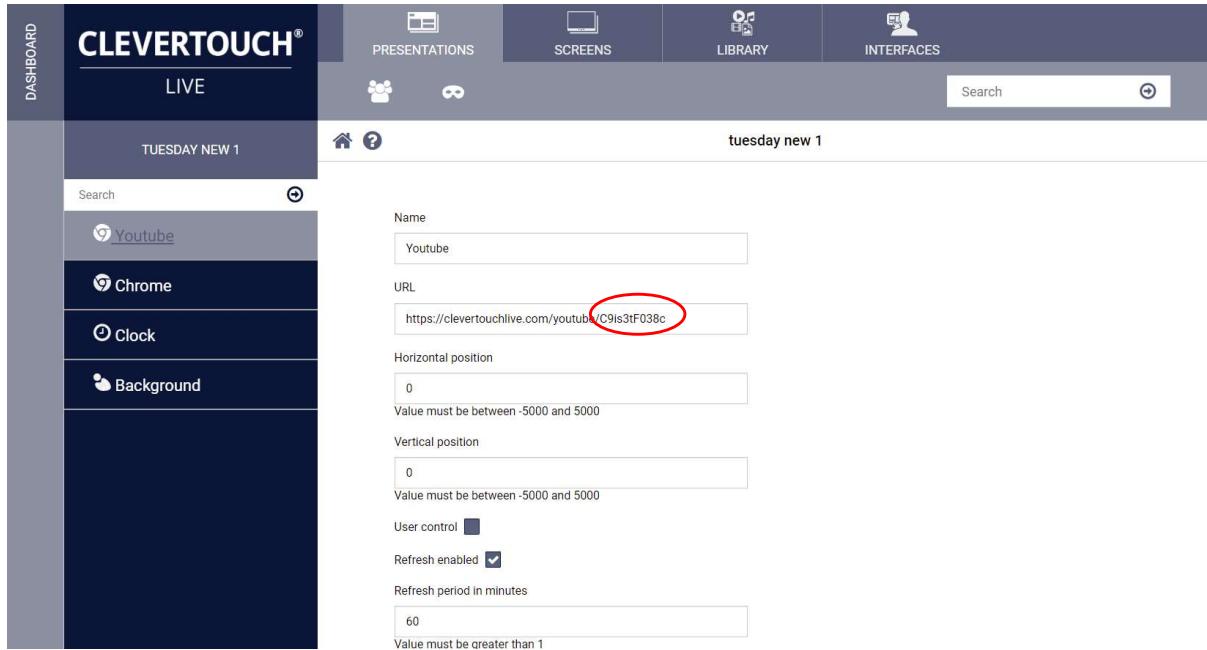 DASHBOARD
CLEVERTOUCH®
LIVE
PRESENTATIONS
SCREENS
LIBRARY
INTERFACES
Search
TUESDAY NEW 1
tuesday new 1
Search
Youtube
Chrome
Clock
Background
Name
Youtube
URL
https://clevertouchlive.com/youtube/C9is3tF038c
Horizontal position
0
Value must be between -5000 and 5000
Vertical position
0
Value must be between -5000 and 5000
User control
Refresh enabled
Refresh period in minutes
60
Value must be greater than 1